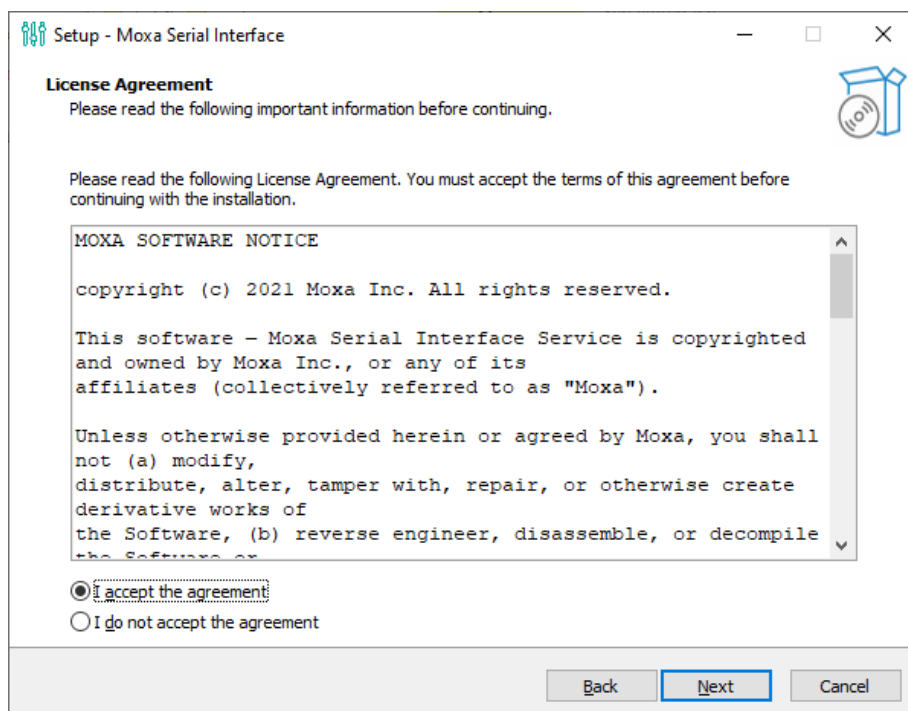 Setup - Moxa Serial Interface
License Agreement
Please read the following important information before continuing.
Please read the following License Agreement. You must accept the terms of this agreement before
continuing with the installation.
MOXA SOFTWARE NOTICE
copyright (c) 2021 Moxa Inc. All rights reserved.
This software — Moxa Serial Interface Service is copyrighted
and owned by Moxa Inc., or any of its
affiliates (collectively referred to as "Moxa").
Unless otherwise provided herein or agreed by Moxa, you shall
not (a) modify,
distribute, alter, tamper with, repair, or otherwise create
derivative works of
the Software, (b) reverse engineer, disassemble, or decompile
the Software or
I accept the agreement
I do not accept the agreement
Back
Next
Cancel